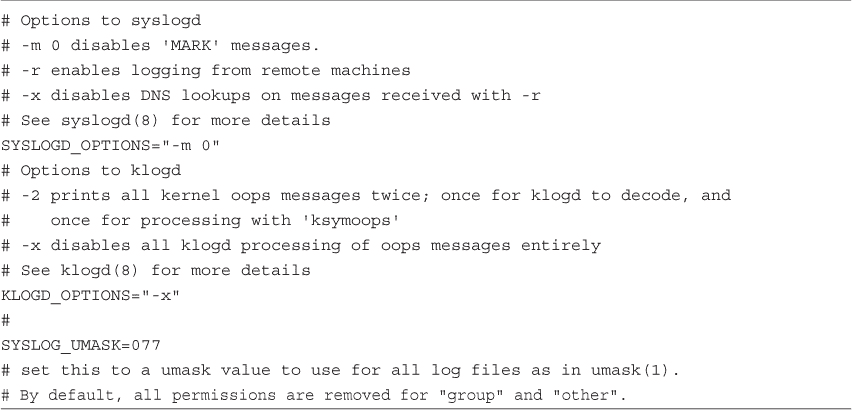 # Options to syslogd
# -m 0 disables 'MARK' messages.
# -r enables logging from remote machines
# -x disables DNS lookups on messages received with -r
# See syslogd(8) for more details
SYSLOGD_OPTIONS="-m 0"
# Options to klogd
# -2 prints all kernel oops messages twice; once for klogd to decode, and
#    once for processing with 'ksymoops'
# -x disables all klogd processing of oops messages entirely
# See klogd(8) for more details
KLOGD_OPTIONS="-x"
#
SYSLOG_UMASK=077
# set this to a umask value to use for all log files as in umask(1).
# By default, all permissions are removed for "group" and "other".